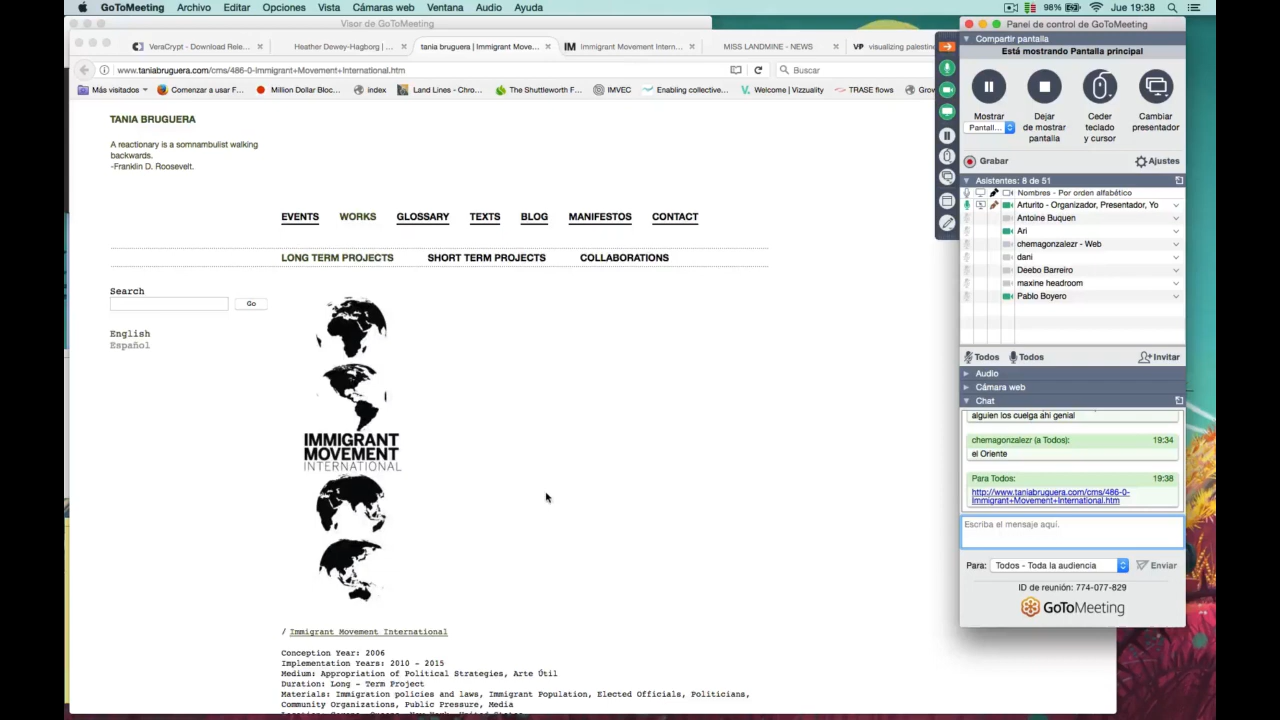 GoToMeeting Archivo Editar Opciones Vista Cámaras web Ventana Audio Ayuda 98% Jue 19:38
Visor de GoToMeeting
VeraCrypt - Download Rele...
Heather Dewey-Hagborg | ...
tania bruguera | Immigrant Move...
IM Immigrant Movement Intern...
MISS LANDMINE - NEWS
VP visualizing palestin
www.taniabruguera.com/cms/486-0-Immigrant+Movement+International.htm
Buscar
Más visitados
Comenzar a usar F...
Million Dollar Bloc...
index
Land Lines - Chro...
The Shuttleworth F...
IMVEC
Enabling collective...
Welcome | Vizzuality
TRASE flows
Grov
TANIA BRUGUERA
A reactionary is a somnambulist walking
backwards.
-Franklin D. Roosevelt.
EVENTS WORKS GLOSSARY TEXTS BLOG MANIFESTOS CONTACT
LONG TERM PROJECTS SHORT TERM PROJECTS COLLABORATIONS
Search
Go
English
Español
IMMIGRANT
MOVEMENT
INTERNATIONAL
/ Immigrant Movement International
Conception Year: 2006
Implementation Years: 2010 - 2015
Medium: Appropriation of Political Strategies, Arte Útil
Duration: Long - Term Project
Materials: Immigration policies and laws, Immigrant Population, Elected Officials, Politicians,
Community Organizations, Public Pressure, Media
Panel de control de GoToMeeting
Compartir pantalla
Está mostrando Pantalla principal
Mostrar
Pantall...
Dejar
de mostrar
pantalla
Ceder
teclado
y cursor
Cambiar
presentador
Grabar
Ajustes
Asistentes: 8 de 51
Nombres - Por orden alfabético
Arturito - Organizador, Presentador, Yo
Antoine Buquen
Ari
chemagonzalezr - Web
dani
Deebo Barreiro
maxine headroom
Pablo Boyero
Todos Todos Invitar
Audio
Cámara web
Chat
alguien los cuelga ahi genial
chemagonzalezr (a Todos): 19:34
el Oriente
Para Todos: 19:38
http://www.taniabruguera.com/cms/486-0-
Immigrant+Movement+International.htm
Escriba el mensaje aquí.
Para: Todos - Toda la audiencia Enviar
ID de reunión: 774-077-829
GoToMeeting